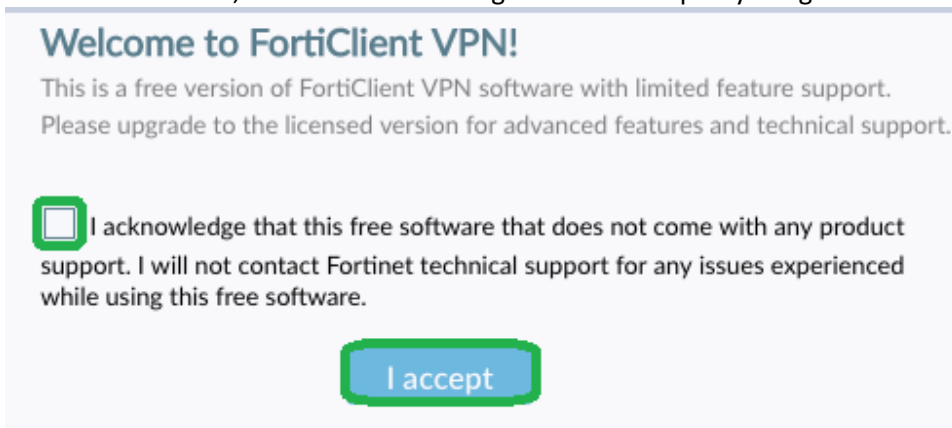 Welcome to FortiClient VPN!
This is a free version of FortiClient VPN software with limited feature support.
Please upgrade to the licensed version for advanced features and technical support.
I acknowledge that this free software that does not come with any product
support. I will not contact Fortinet technical support for any issues experienced
while using this free software.
I accept